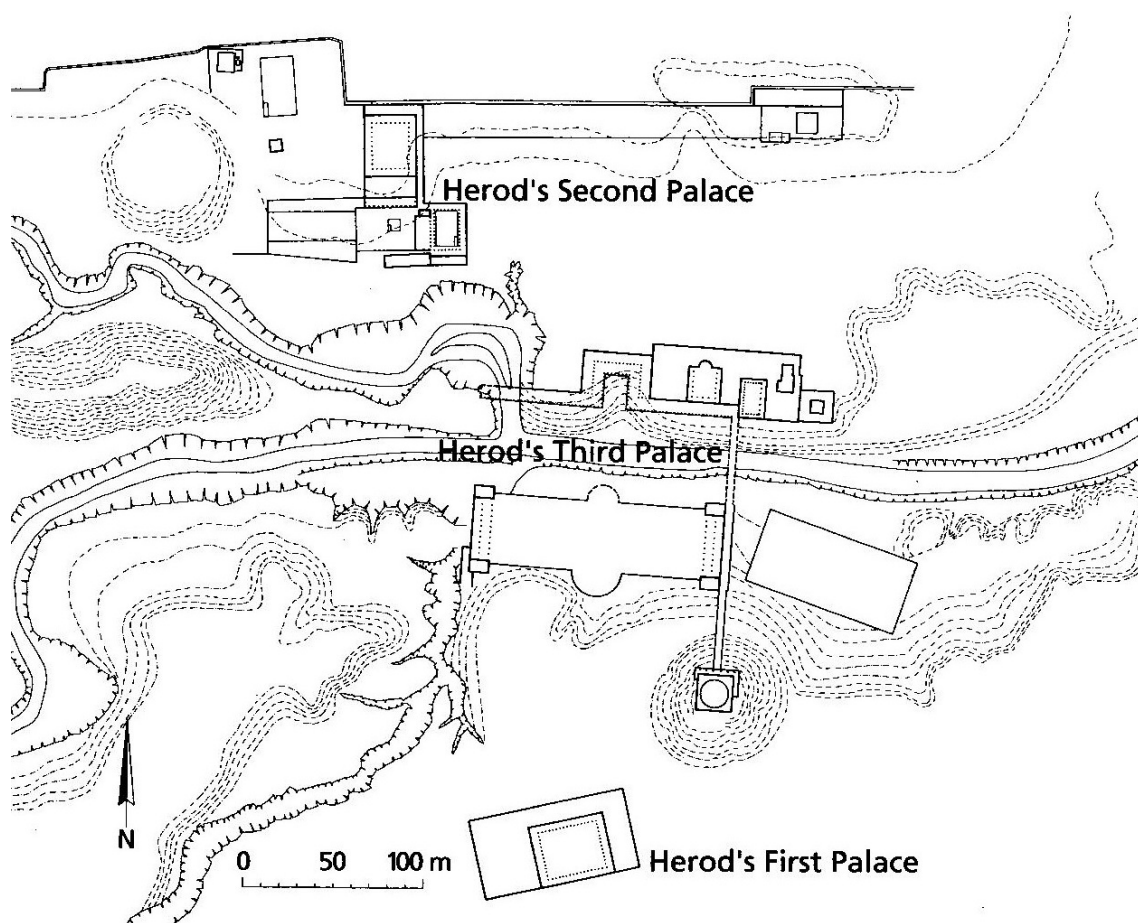 Herod's Second Palace
Herod's Third Palace
N
0 50 100 m
Herod's First Palace